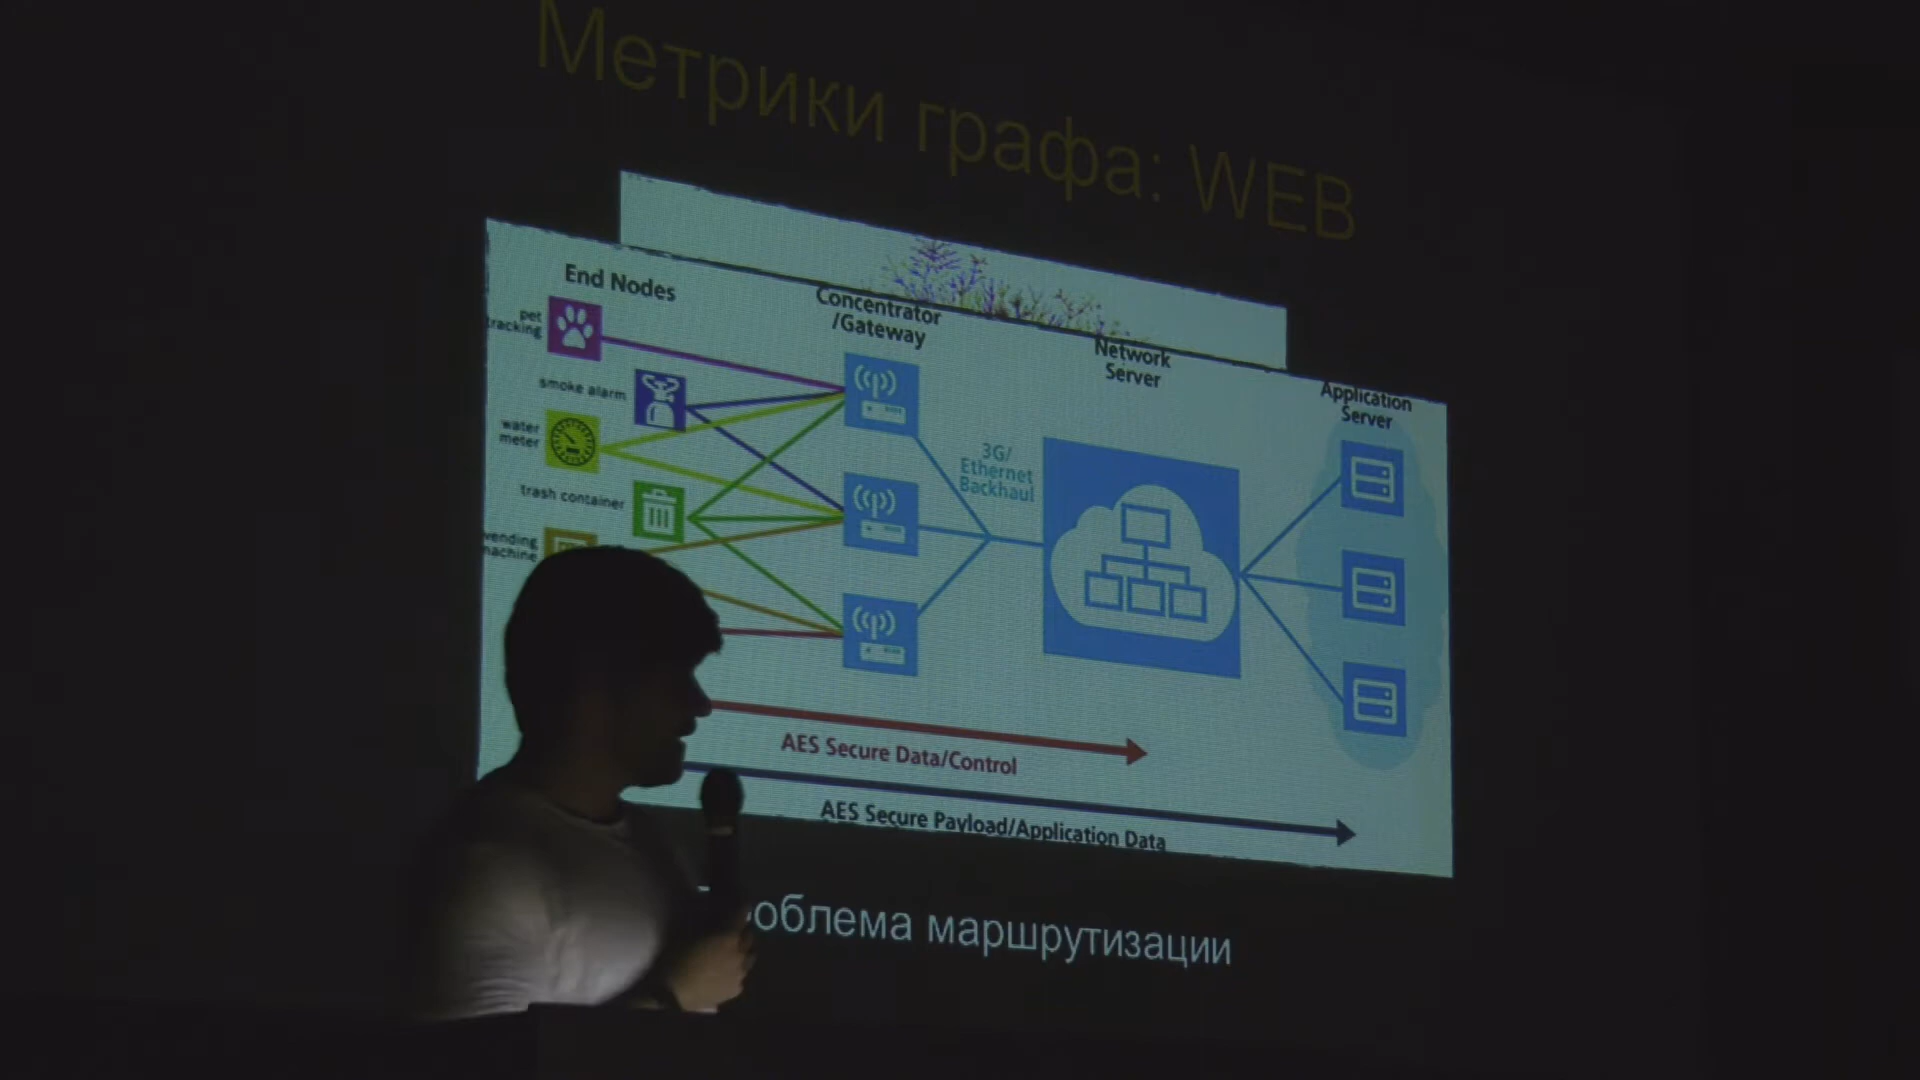 Метрики графа: WEB
End Nodes
pet
tracking
smoke alarm
water
meter
trash container
vending
machine
Concentrator
/Gateway
3G/
Ethernet
Backhaul
Network
Server
Application
Server
AES Secure Data/Control
AES Secure Payload/Application Data
облема маршрутизации